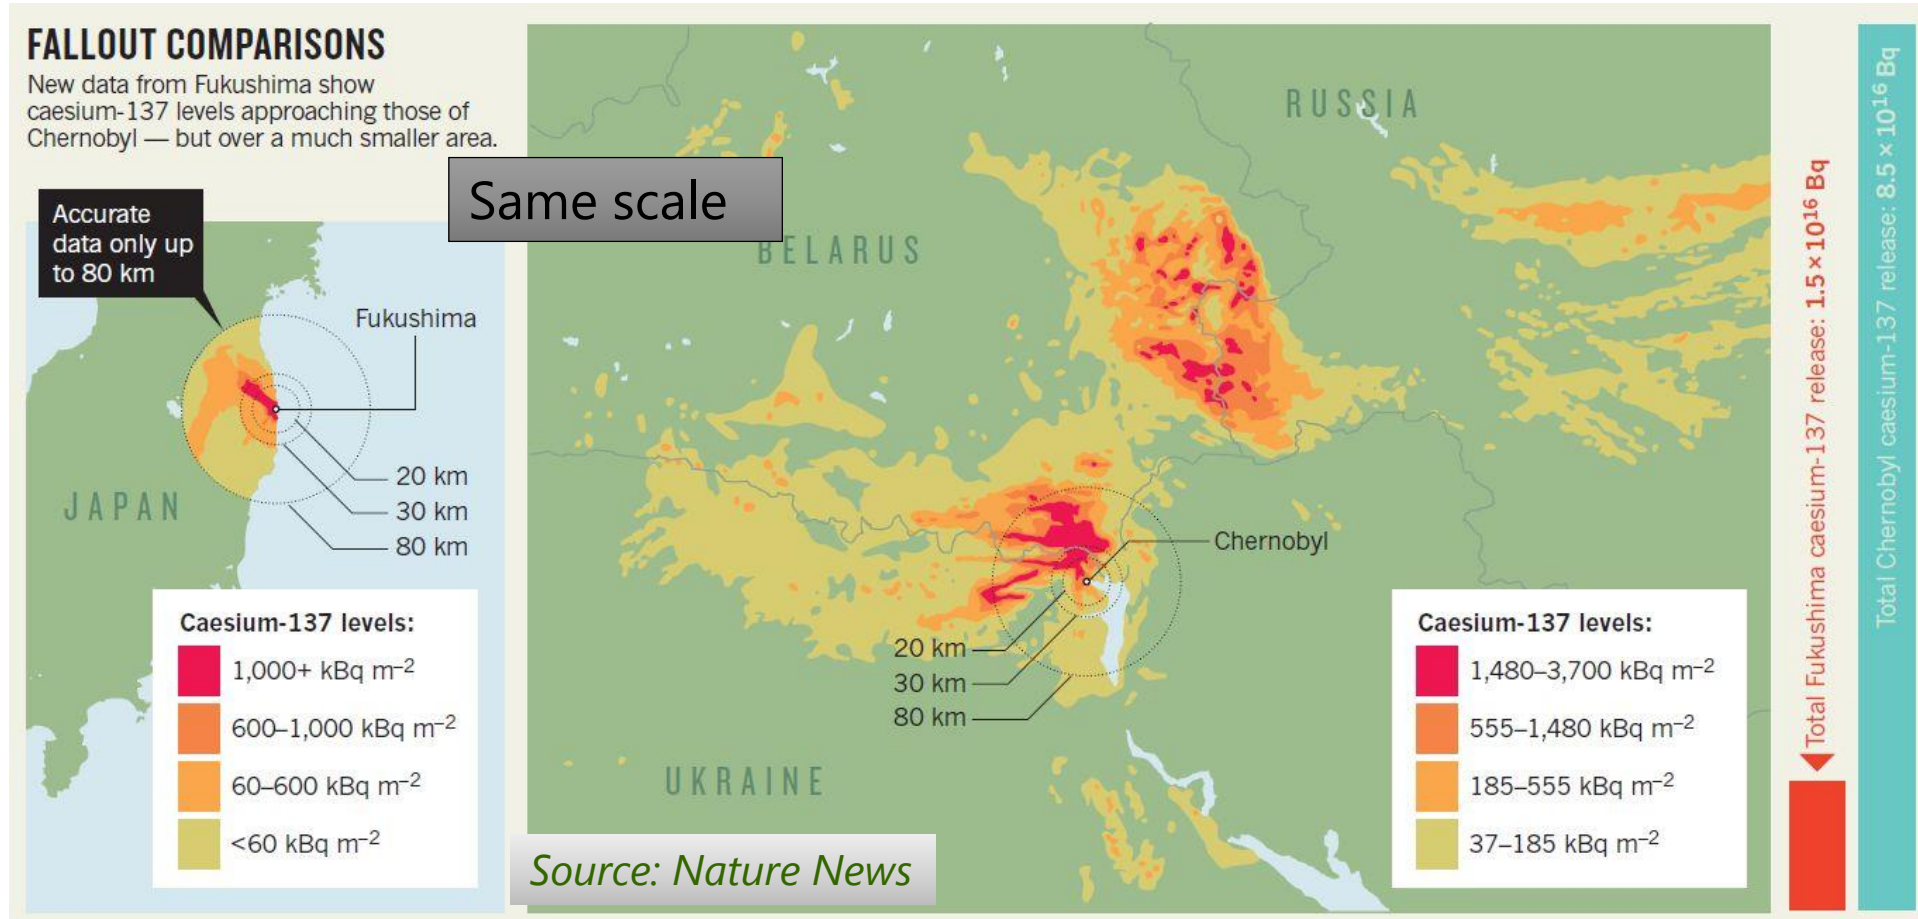 FALLOUT COMPARISONS
New data from Fukushima show
caesium-137 levels approaching those of
Chernobyl — but over a much smaller area.
Same scale
Accurate
data only up
to 80 km
Fukushima
20 km
30 km
80 km
JAPAN
Caesium-137 levels:
1,000+ kBq m⁻²
600–1,000 kBq m⁻²
60–600 kBq m⁻²
<60 kBq m⁻²
RUSSIA
BELARUS
Chernobyl
20 km
30 km
80 km
UKRAINE
Source: Nature News
Caesium-137 levels:
1,480–3,700 kBq m⁻²
555–1,480 kBq m⁻²
185–555 kBq m⁻²
37–185 kBq m⁻²
Total Fukushima caesium-137 release: 1.5 × 10¹⁶ Bq
Total Chernobyl caesium-137 release: 8.5 × 10¹⁶ Bq